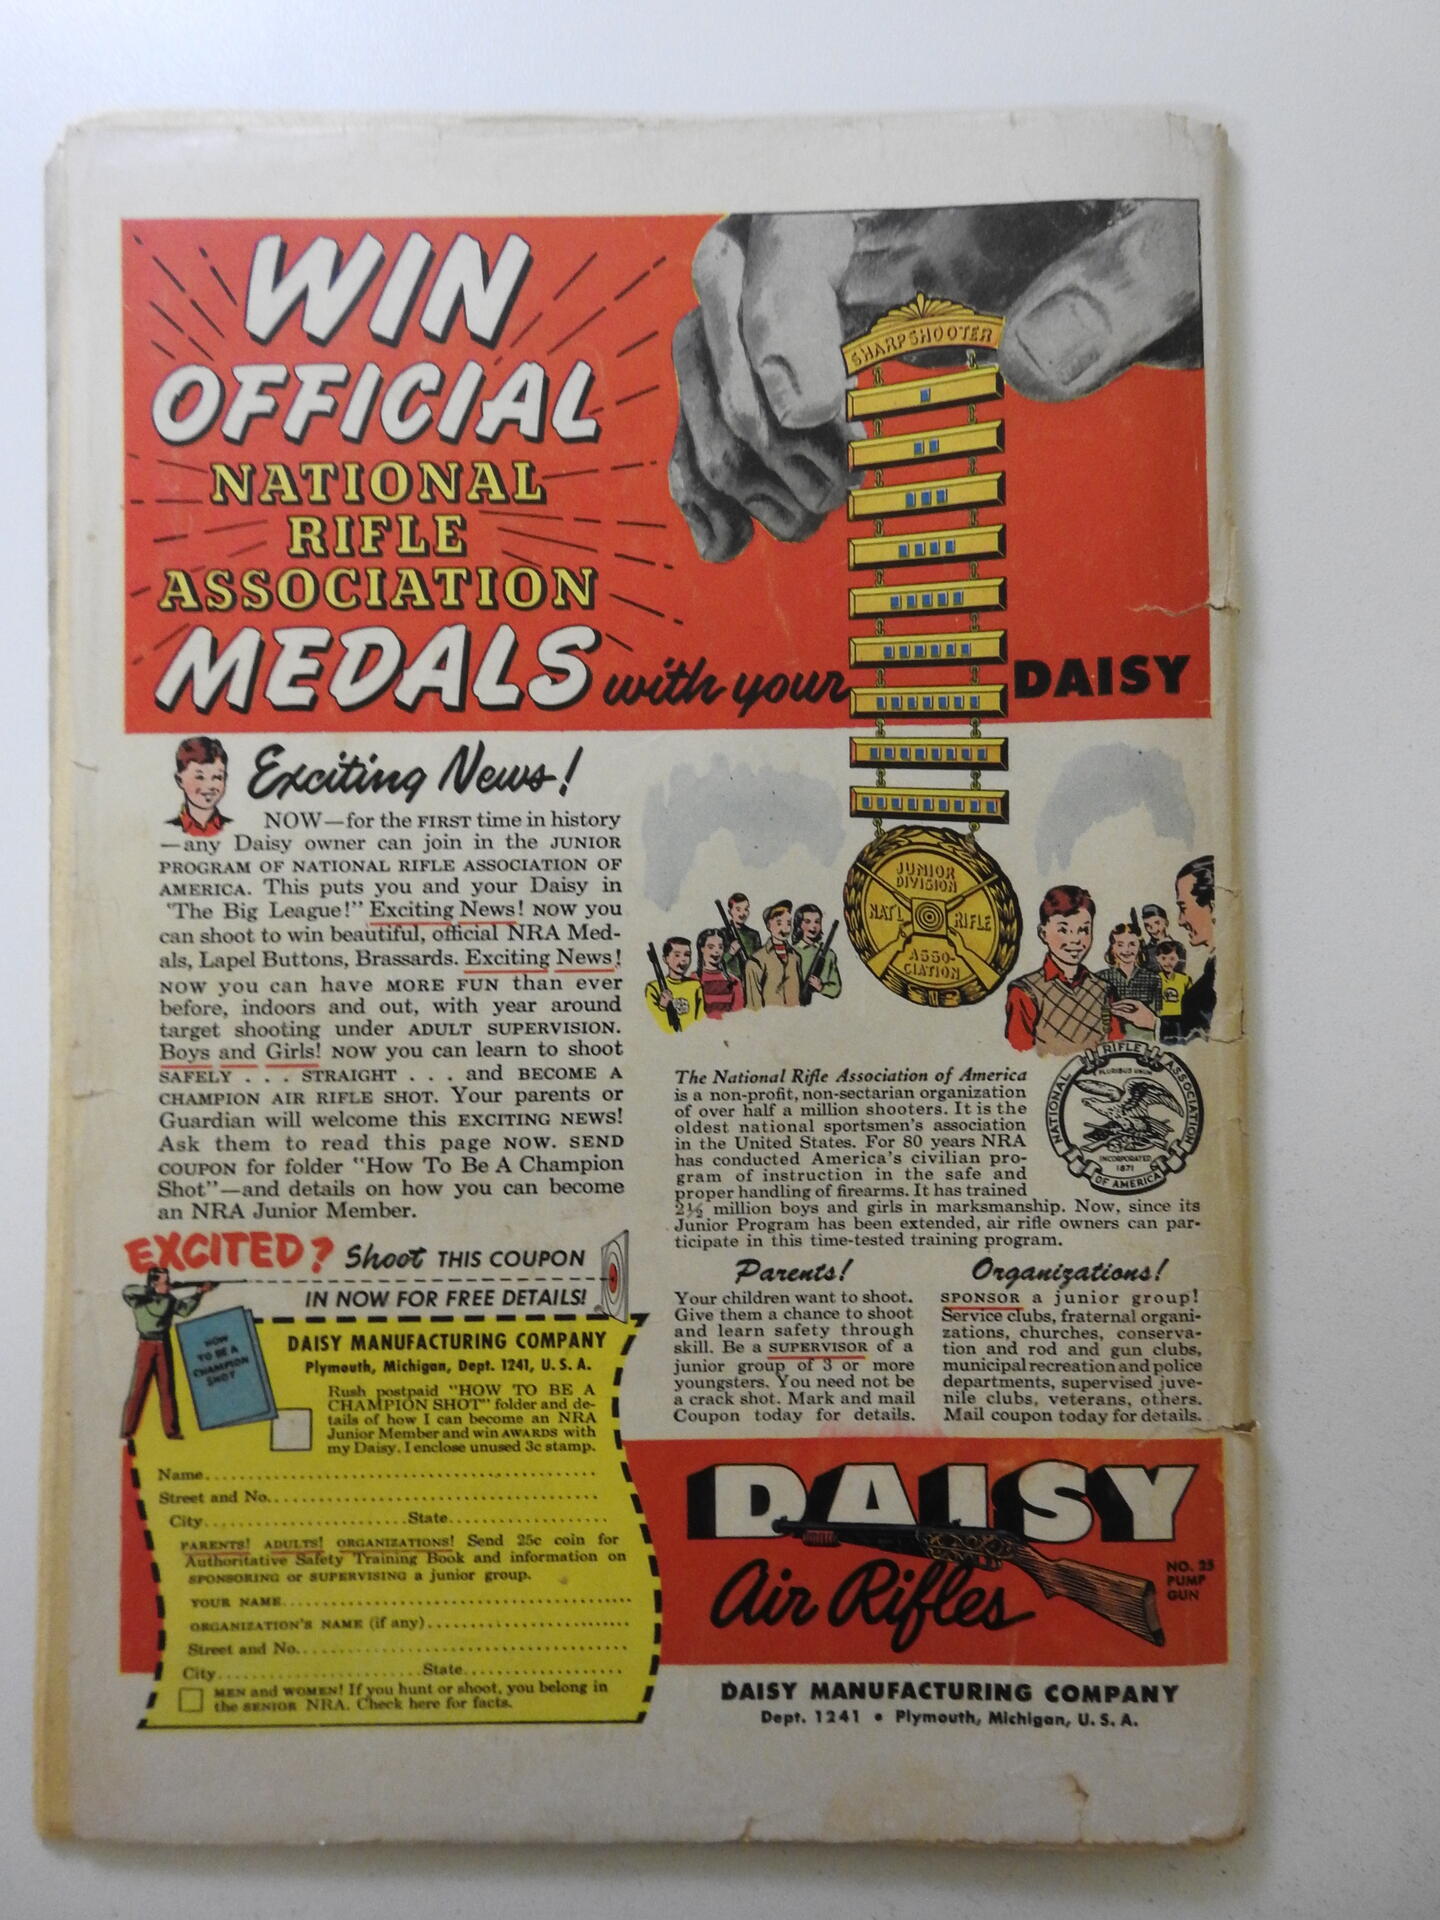 WIN
OFFICIAL
NATIONAL
RIFLE
ASSOCIATION
MEDALS with your DAISY
SHARPSHOOTER
JUNIOR
DIVISION
NAT'L RIFLE
ASSO-
CIATION
Exciting News!
NOW—for the FIRST time in history
—any Daisy owner can join in the JUNIOR
PROGRAM OF NATIONAL RIFLE ASSOCIATION OF
AMERICA. This puts you and your Daisy in
"The Big League!" Exciting News! NOW you
can shoot to win beautiful, official NRA Med-
als, Lapel Buttons, Brassards. Exciting News!
NOW you can have MORE FUN than ever
before, indoors and out, with year around
target shooting under ADULT SUPERVISION.
Boys and Girls! NOW you can learn to shoot
SAFELY . . . STRAIGHT . . . and BECOME A
CHAMPION AIR RIFLE SHOT. Your parents or
Guardian will welcome this EXCITING NEWS!
Ask them to read this page NOW. SEND
COUPON for folder "How To Be A Champion
Shot"—and details on how you can become
an NRA Junior Member.
The National Rifle Association of America
is a non-profit, non-sectarian organization
of over half a million shooters. It is the
oldest national sportsmen's association
in the United States. For 80 years NRA
has conducted America's civilian pro-
gram of instruction in the safe and
proper handling of firearms. It has trained
2½ million boys and girls in marksmanship. Now, since its
Junior Program has been extended, air rifle owners can par-
ticipate in this time-tested training program.
NATIONAL RIFLE ASSOCIATION
PLURIBUS UNUM
INCORPORATED
1871
OF AMERICA
Parents!
Your children want to shoot.
Give them a chance to shoot
and learn safety through
skill. Be a SUPERVISOR of a
junior group of 3 or more
youngsters. You need not be
a crack shot. Mark and mail
Coupon today for details.
Organizations!
SPONSOR a junior group!
Service clubs, fraternal organi-
zations, churches, conserva-
tion and rod and gun clubs,
municipal recreation and police
departments, supervised juve-
nile clubs, veterans, others.
Mail coupon today for details.
EXCITED? Shoot THIS COUPON
IN NOW FOR FREE DETAILS!
HOW
TO BE A
CHAMPION
SHOT
DAISY MANUFACTURING COMPANY
Plymouth, Michigan, Dept. 1241, U. S. A.
Rush postpaid "HOW TO BE A
CHAMPION SHOT" folder and de-
tails of how I can become an NRA
Junior Member and win AWARDS with
my Daisy. I enclose unused 3c stamp.
Name
Street and No.
City State
PARENTS! ADULTS! ORGANIZATIONS! Send 25c coin for
Authoritative Safety Training Book and information on
SPONSORING or SUPERVISING a junior group.
YOUR NAME
ORGANIZATION'S NAME (if any)
Street and No.
City State
MEN and WOMEN! If you hunt or shoot, you belong in
the SENIOR NRA. Check here for facts.
DAISY
Air Rifles
NO. 25
PUMP
GUN
DAISY MANUFACTURING COMPANY
Dept. 1241 • Plymouth, Michigan, U. S. A.